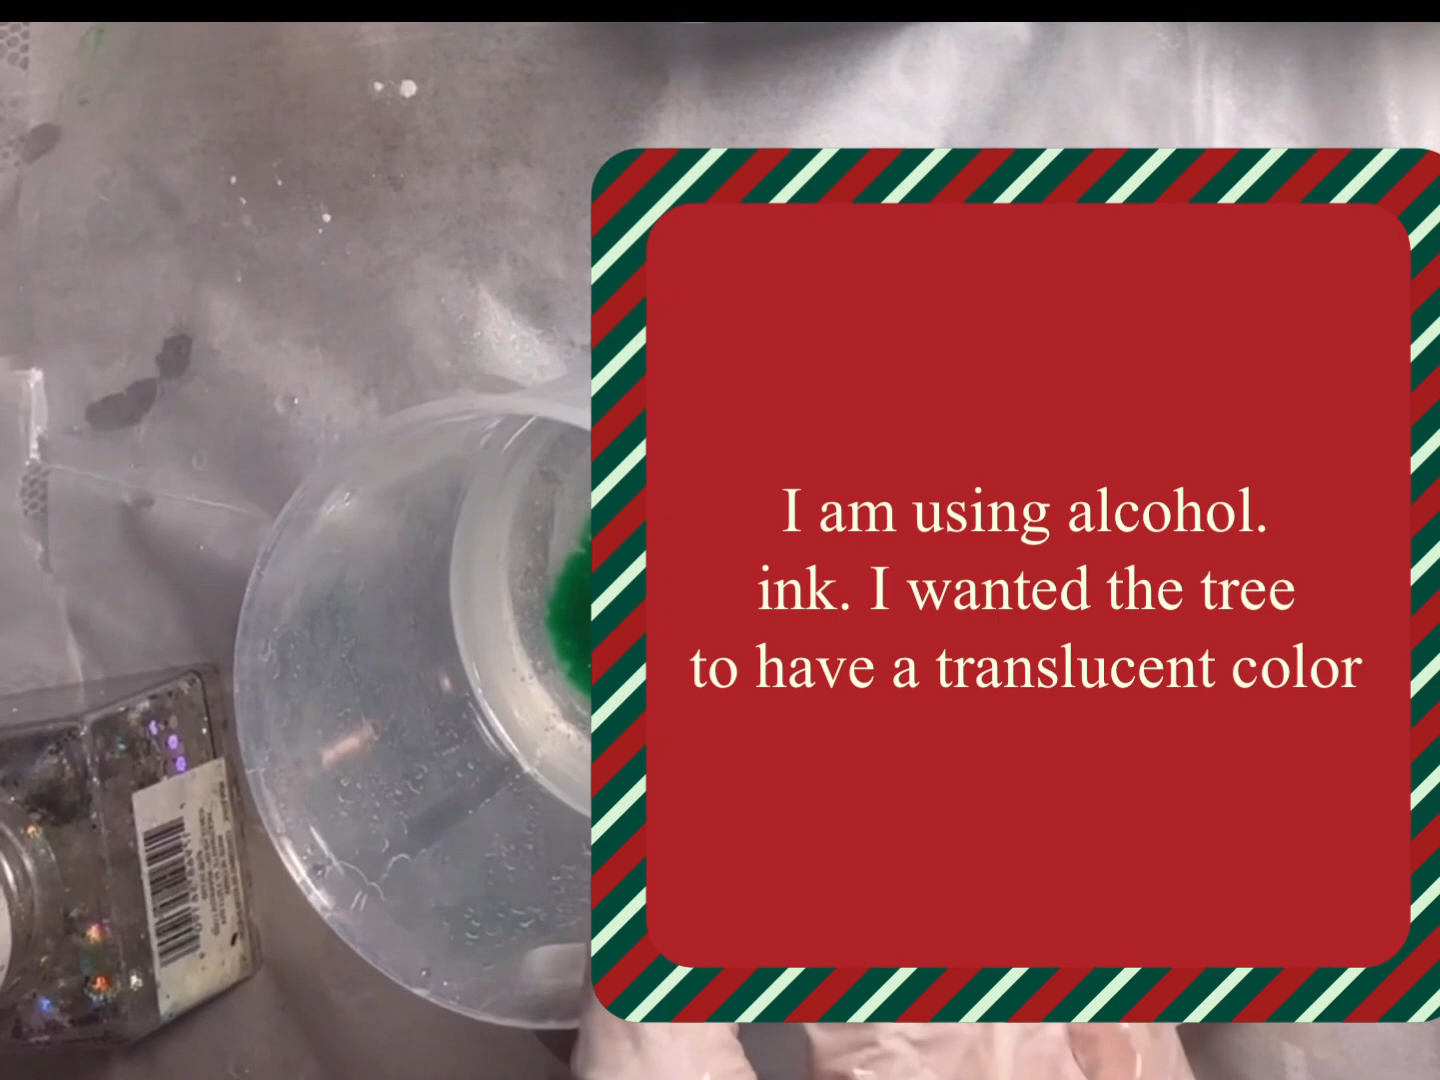 I am using alcohol.
ink. I wanted the tree
to have a translucent color